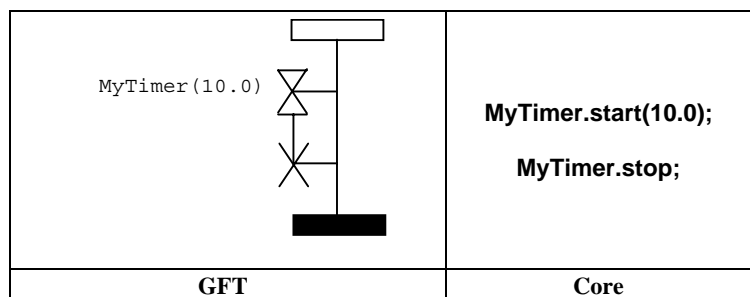 MyTimer(10.0)
MyTimer.start(10.0);
MyTimer.stop;
GFT
Core